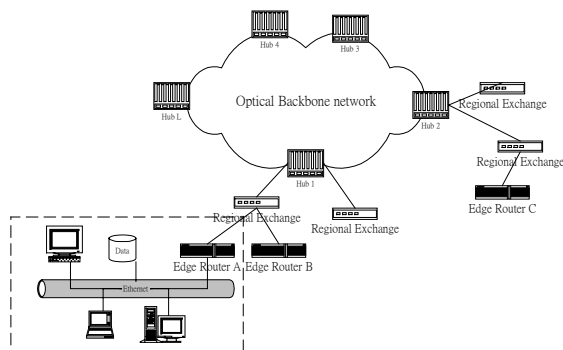 Hub 4
Hub 3
Optical Backbone network
Hub L
Hub 2
Regional Exchange
Regional Exchange
Hub 1
Edge Router C
Regional Exchange
Regional Exchange
Data
Edge Router A
Edge Router B
Ethernet